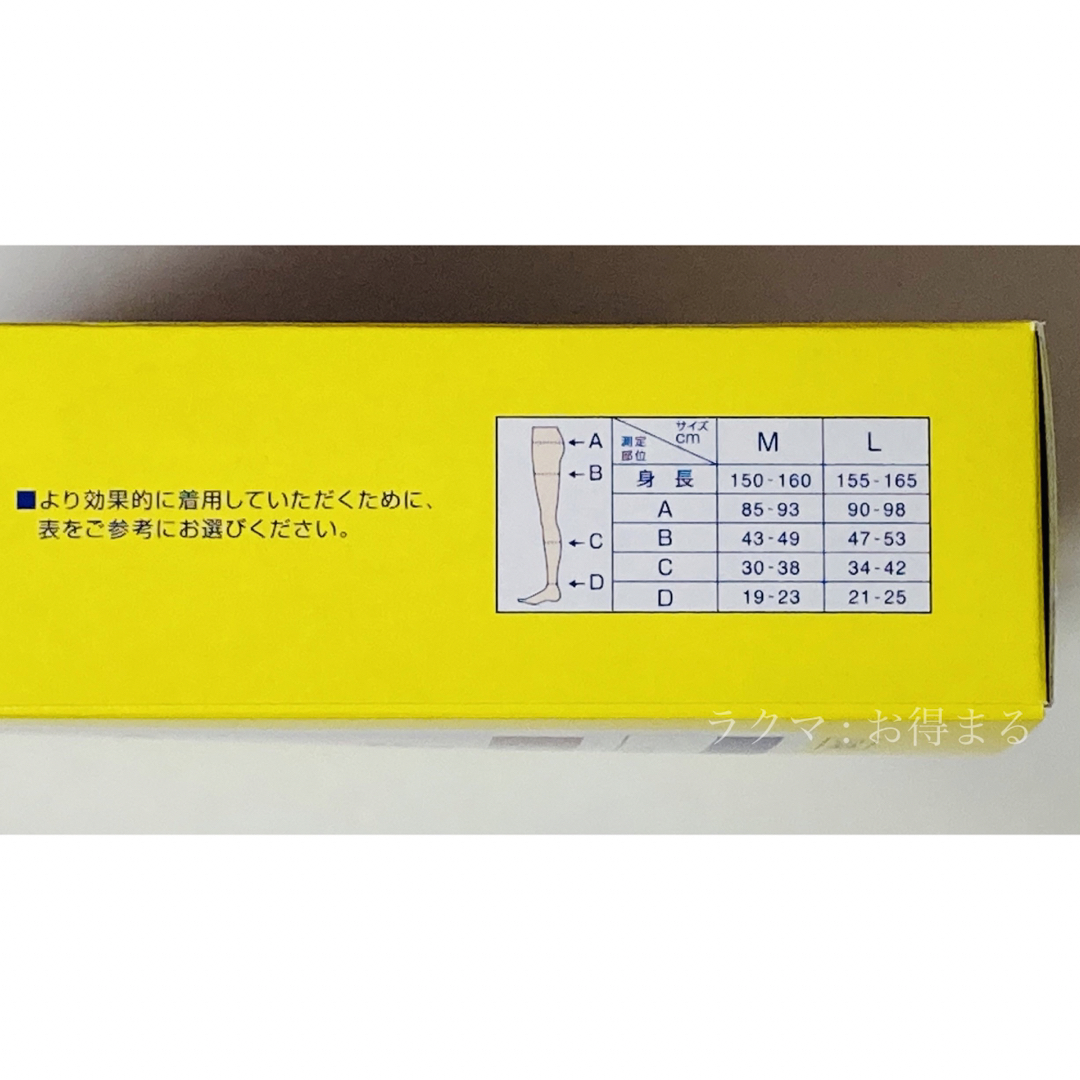 ■より効果的に着用していただくために、
表をご参考にお選びください。
←A
←B
←C
←D
サイズ
cm
測定
部位
M L
身長 150-160 155-165
A 85-93 90-98
B 43-49 47-53
C 30-38 34-42
D 19-23 21-25
ラクマ:お得まる